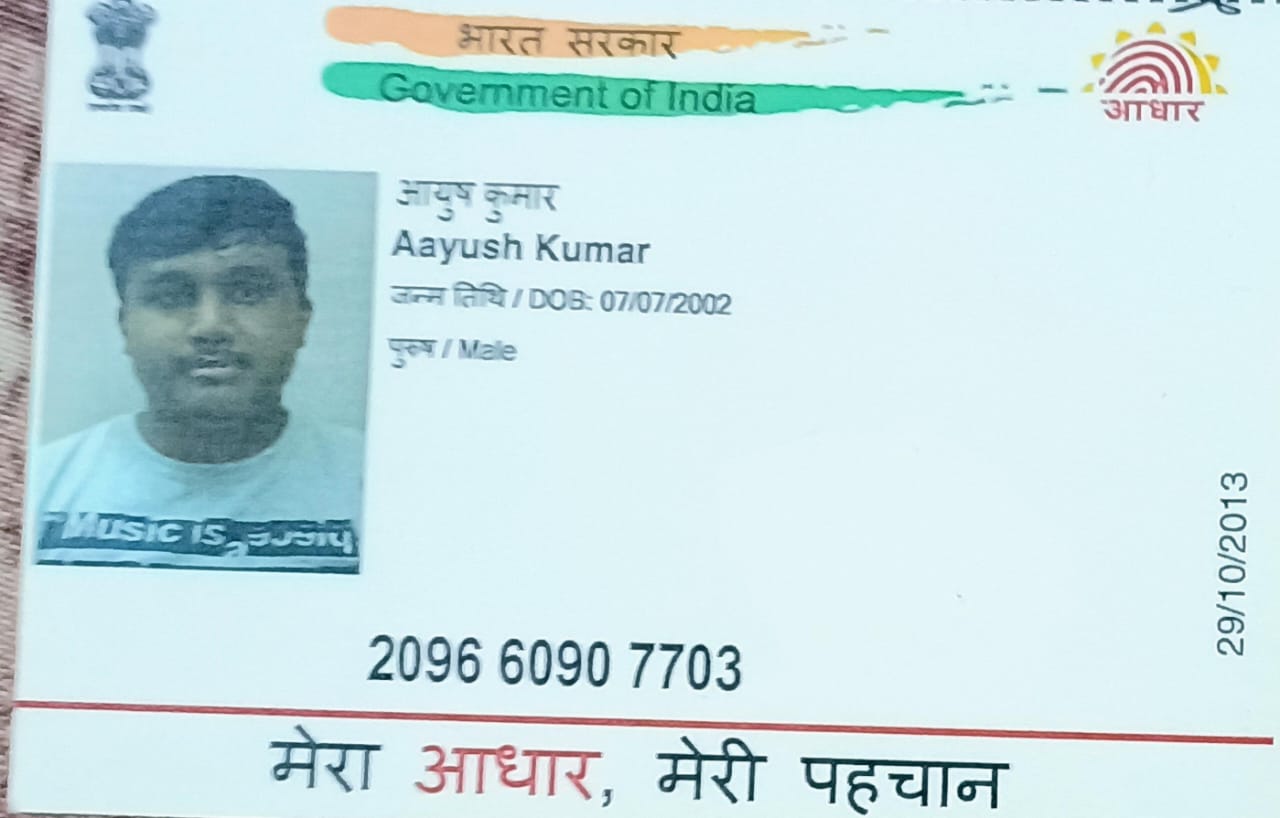 भारत सरकार
Government of India
आधार
आयुष कुमार
Aayush Kumar
जन्म तिथि / DOB: 07/07/2002
पुरुष / Male
Music is
29/10/2013
2096 6090 7703
मेरा आधार, मेरी पहचान